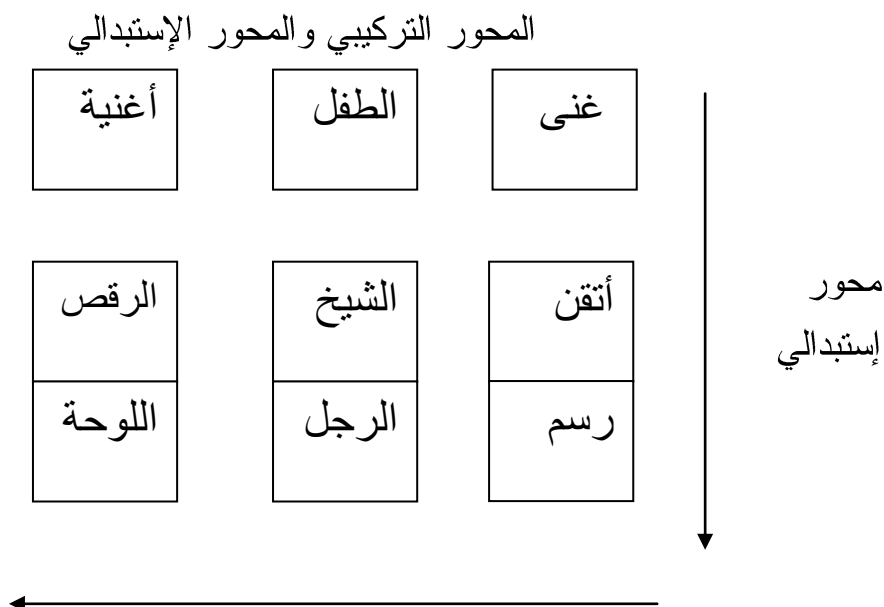 المحور التركيبي والمحور الإستبدالي
غنى الطفل أغنية
أتقن الشيخ الرقص
رسم الرجل اللوحة
محور
إستبدالي